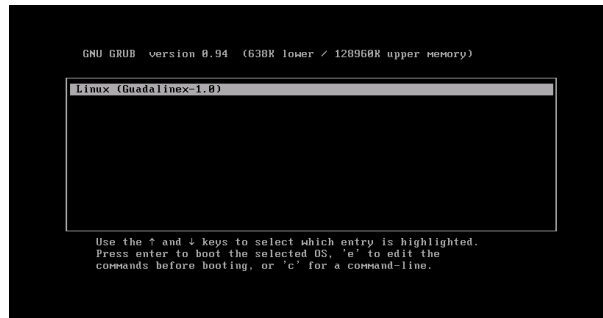 GNU GRUB  version 0.94  (638K lower / 128960K upper memory)
Linux (Guadalinex-1.0)
Use the ↑ and ↓ keys to select which entry is highlighted.
Press enter to boot the selected OS, 'e' to edit the
commands before booting, or 'c' for a command-line.